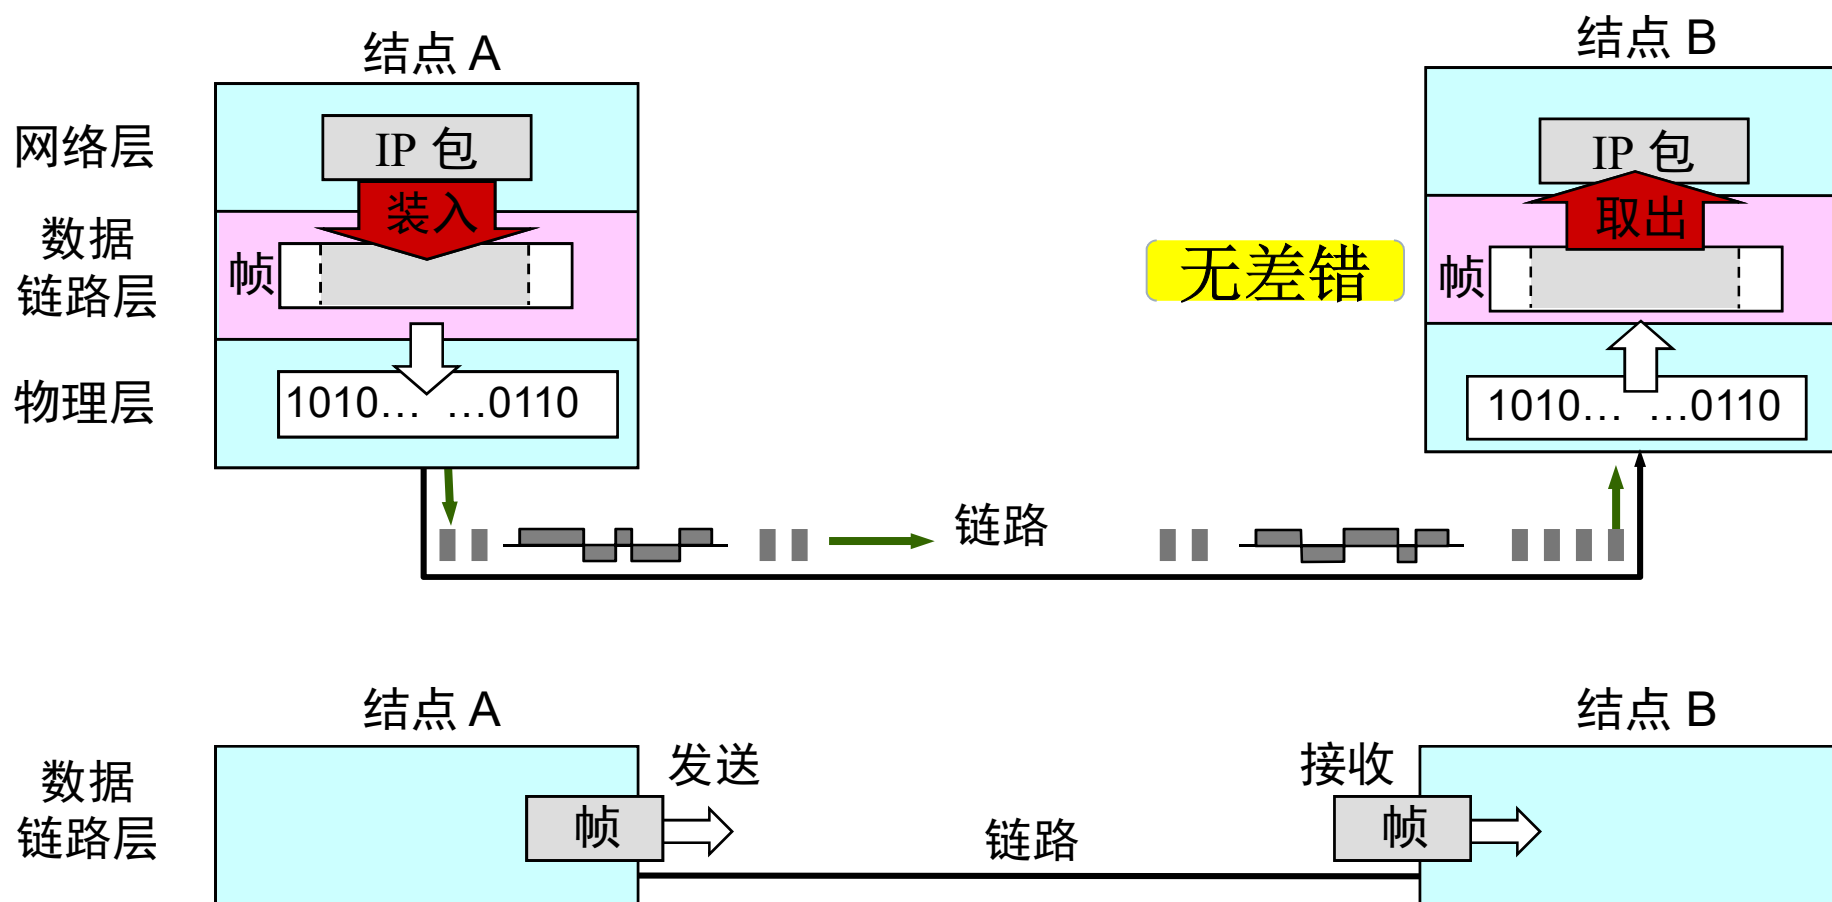 结点 A
结点 B
网络层
IP 包
IP 包
装入
取出
数据
链路层
帧
无差错
帧
物理层
1010… …0110
1010… …0110
链路
结点 A
结点 B
数据
链路层
发送
接收
帧
帧
链路